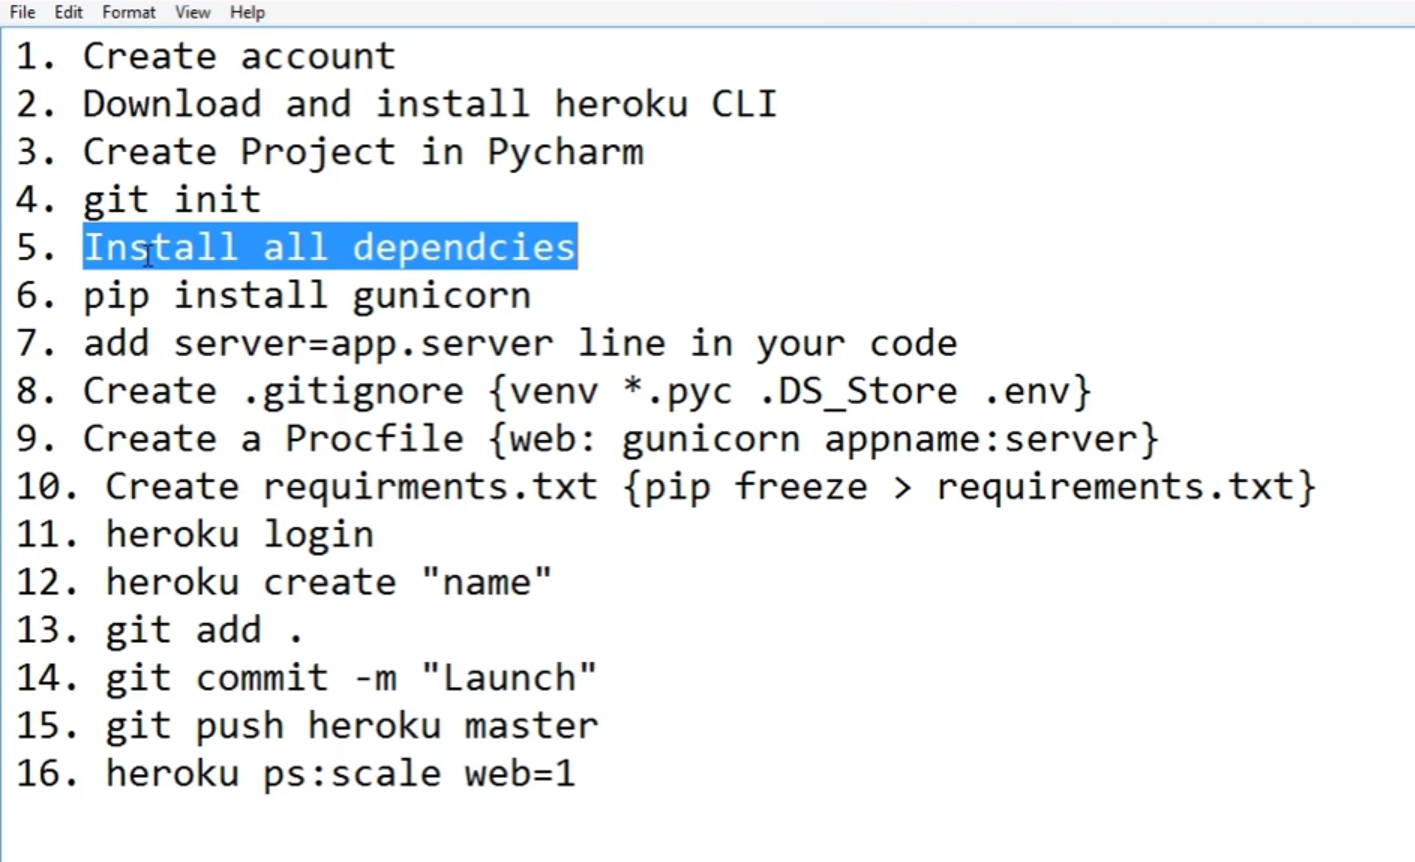 File Edit Format View Help
1. Create account
2. Download and install heroku CLI
3. Create Project in Pycharm
4. git init
5. Install all dependcies
6. pip install gunicorn
7. add server=app.server line in your code
8. Create .gitignore {venv *.pyc .DS_Store .env}
9. Create a Procfile {web: gunicorn appname:server}
10. Create requirments.txt {pip freeze > requirements.txt}
11. heroku login
12. heroku create "name"
13. git add .
14. git commit -m "Launch"
15. git push heroku master
16. heroku ps:scale web=1